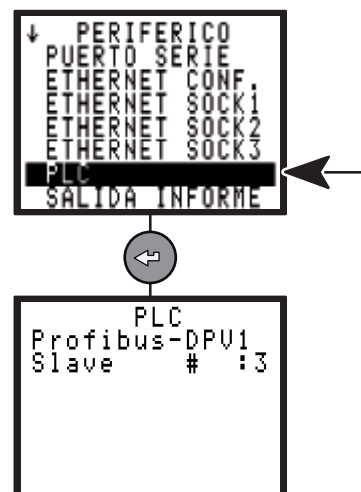 ↓ PERIFERICO
PUERTO SERIE
ETHERNET CONF.
ETHERNET SOCK1
ETHERNET SOCK2
ETHERNET SOCK3
PLC
SALIDA INFORME
PLC
Profibus-DPV1
Slave # :3